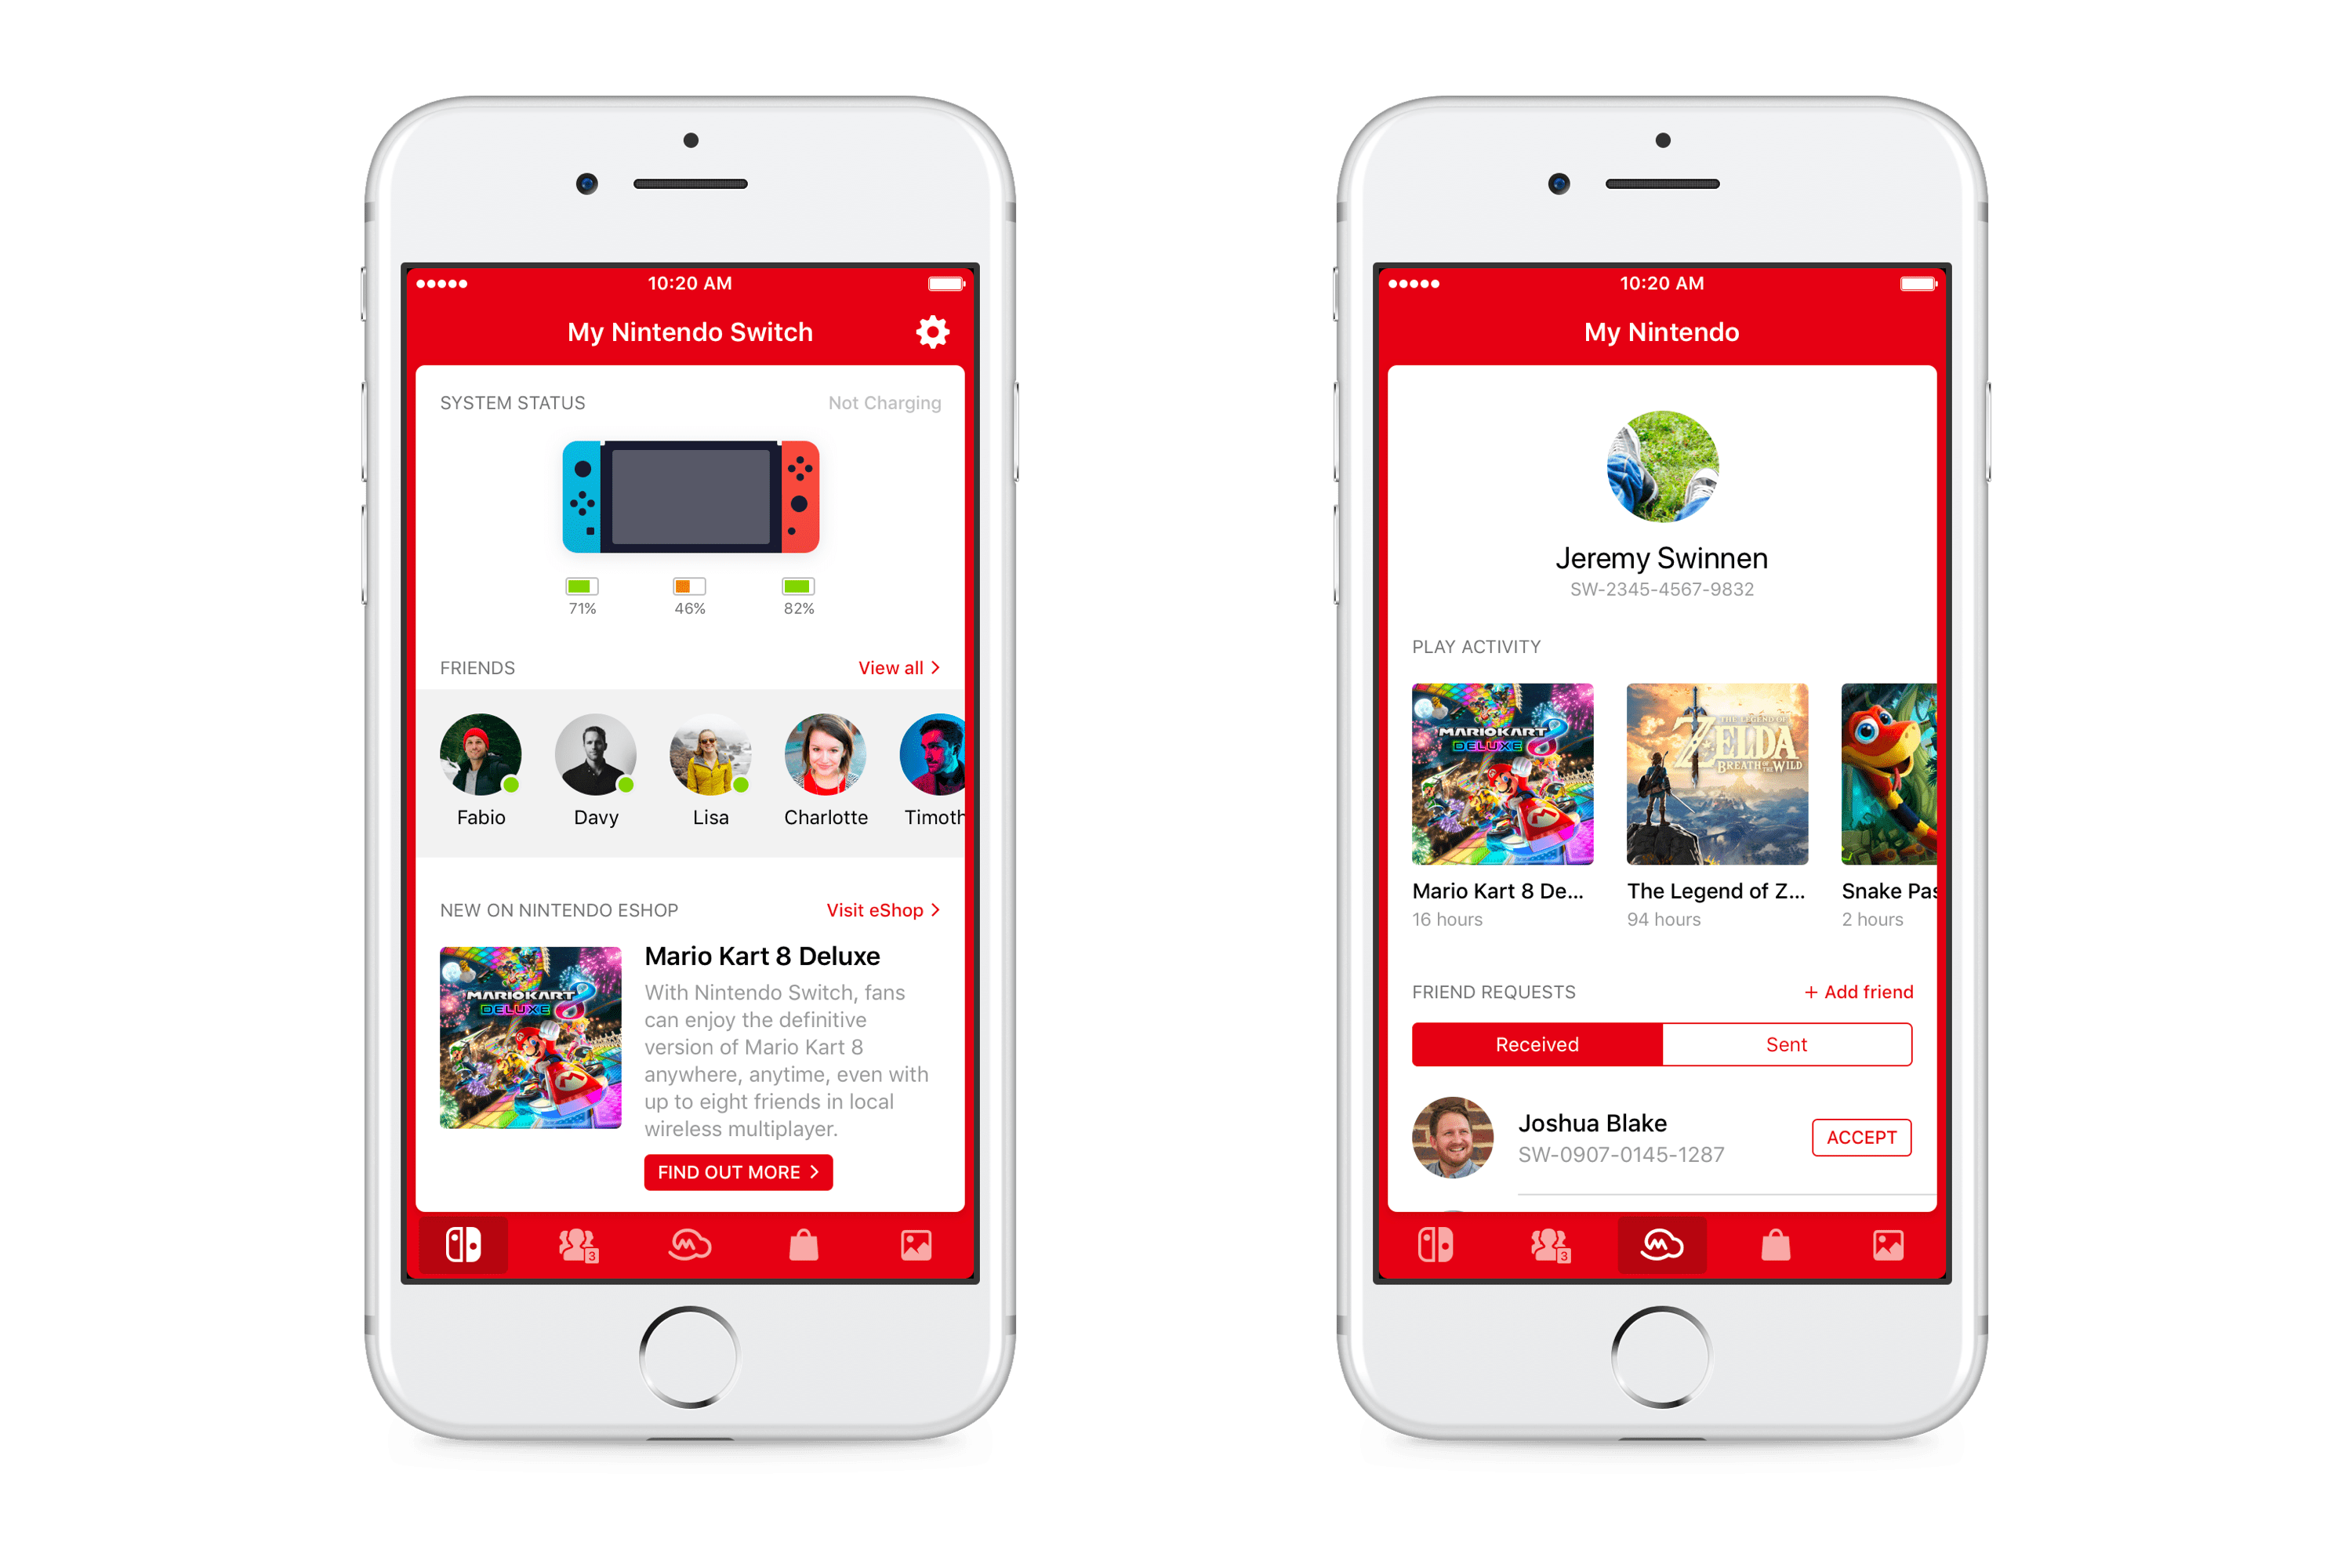 10:20 AM
My Nintendo Switch
SYSTEM STATUS
Not Charging
71%
46%
82%
FRIENDS
View all
Fabio
Davy
Lisa
Charlotte
Timoth
NEW ON NINTENDO ESHOP
Visit eShop
MARIOKART 8
DELUXE
Mario Kart 8 Deluxe
With Nintendo Switch, fans
can enjoy the definitive
version of Mario Kart 8
anywhere, anytime, even with
up to eight friends in local
wireless multiplayer.
FIND OUT MORE
3
10:20 AM
My Nintendo
Jeremy Swinnen
SW-2345-4567-9832
PLAY ACTIVITY
MARIOKART 8
DELUXE
THE LEGEND OF
ZELDA
BREATH OF THE WILD
Mario Kart 8 De...
16 hours
The Legend of Z...
94 hours
Snake Pas
2 hours
FRIEND REQUESTS
+ Add friend
Received
Sent
Joshua Blake
SW-0907-0145-1287
ACCEPT
3